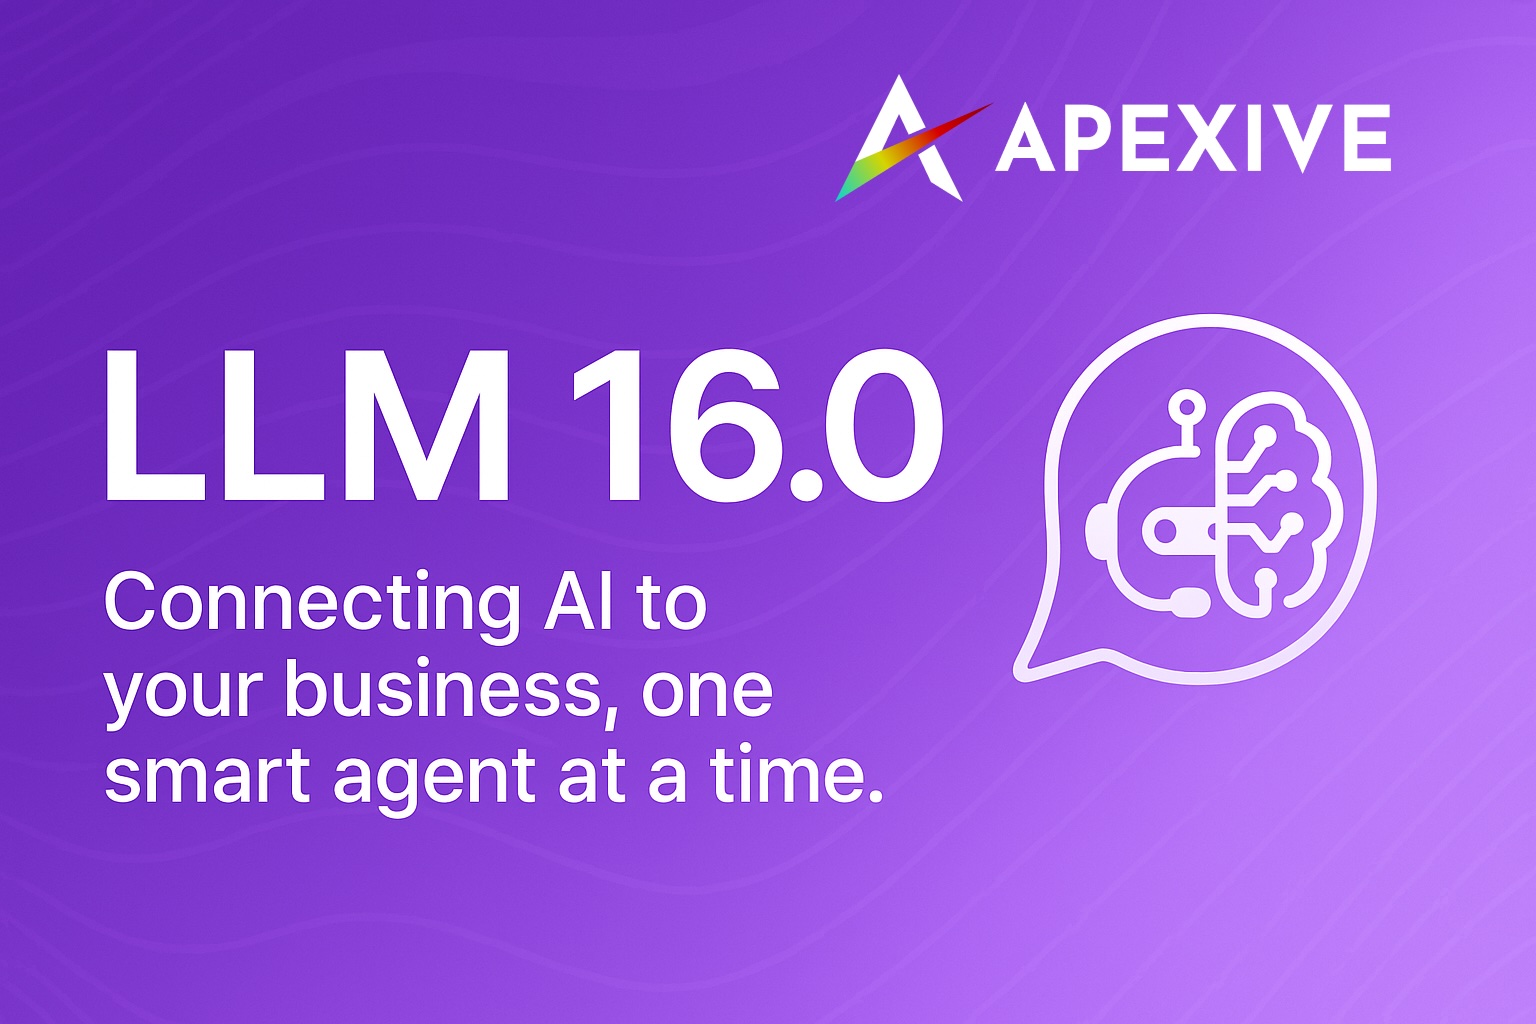 APEXIVE
LLM 16.0
Connecting AI to
your business, one
smart agent at a time.